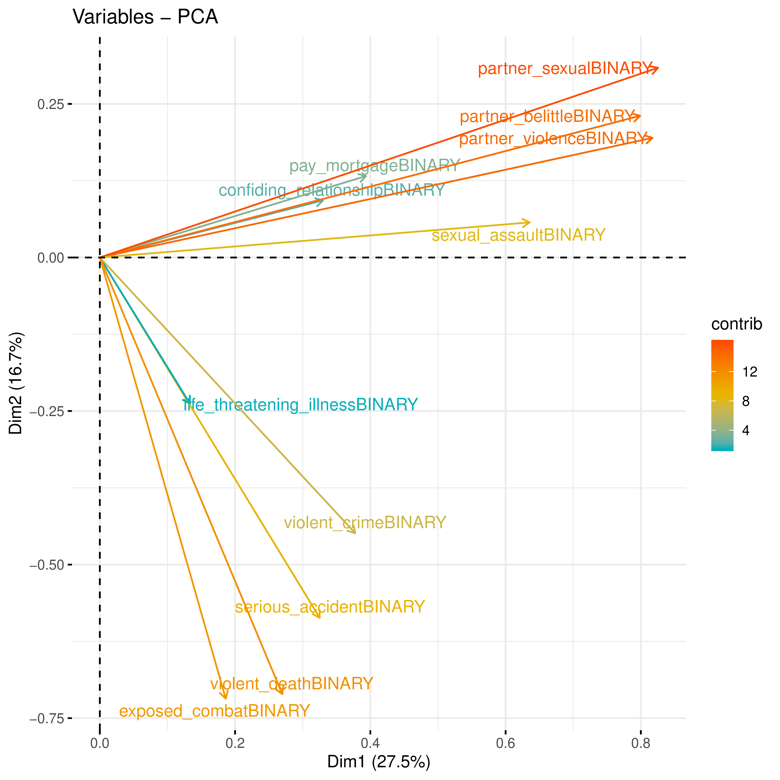 Variables − PCA
partner_sexualBINARY
partner_belittleBINARY
partner_violenceBINARY
pay_mortgageBINARY
confiding_relationshipBINARY
sexual_assaultBINARY
life_threatening_illnessBINARY
violent_crimeBINARY
serious_accidentBINARY
violent_deathBINARY
exposed_combatBINARY
0.25
0.00
−0.25
−0.50
−0.75
Dim2 (16.7%)
0.0 0.2 0.4 0.6 0.8
Dim1 (27.5%)
contrib
12
8
4